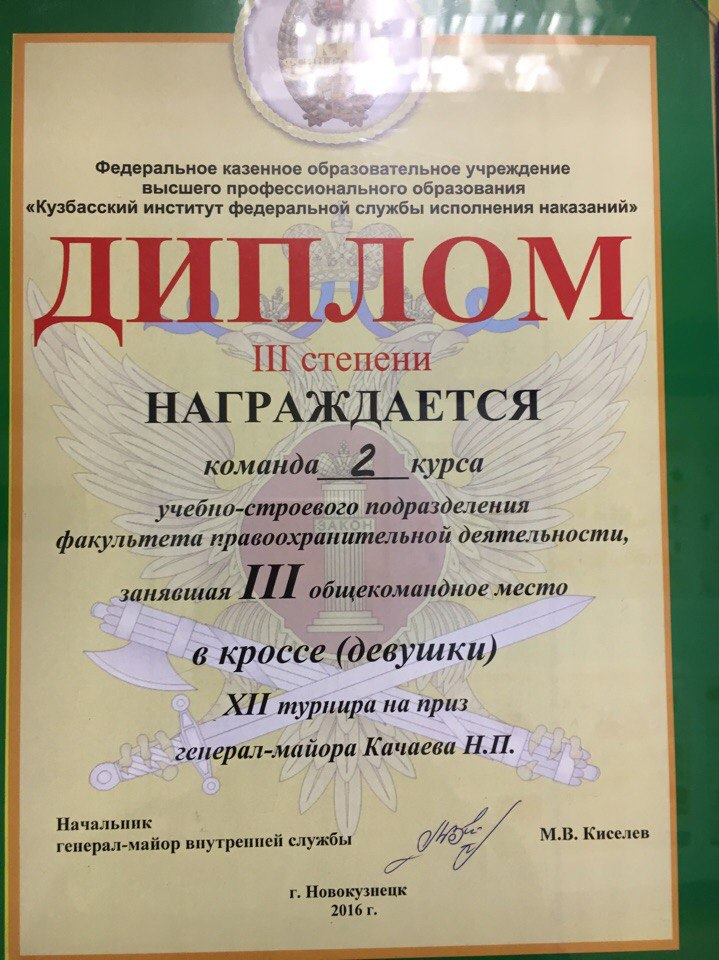 Федеральное казенное образовательное учреждение
высшего профессионального образования
«Кузбасский институт федеральной службы исполнения наказаний»
ДИПЛОМ
III степени
НАГРАЖДАЕТСЯ
команда 2 курса
учебно-строевого подразделения
ЗАКОН
факультета правоохранительной деятельности,
занявшая III общекомандное место
в кроссе (девушки)
XII турнира на приз
генерал-майора Качаева Н.П.
Начальник
генерал-майор внутренней службы
М.В. Киселев
г. Новокузнецк
2016 г.